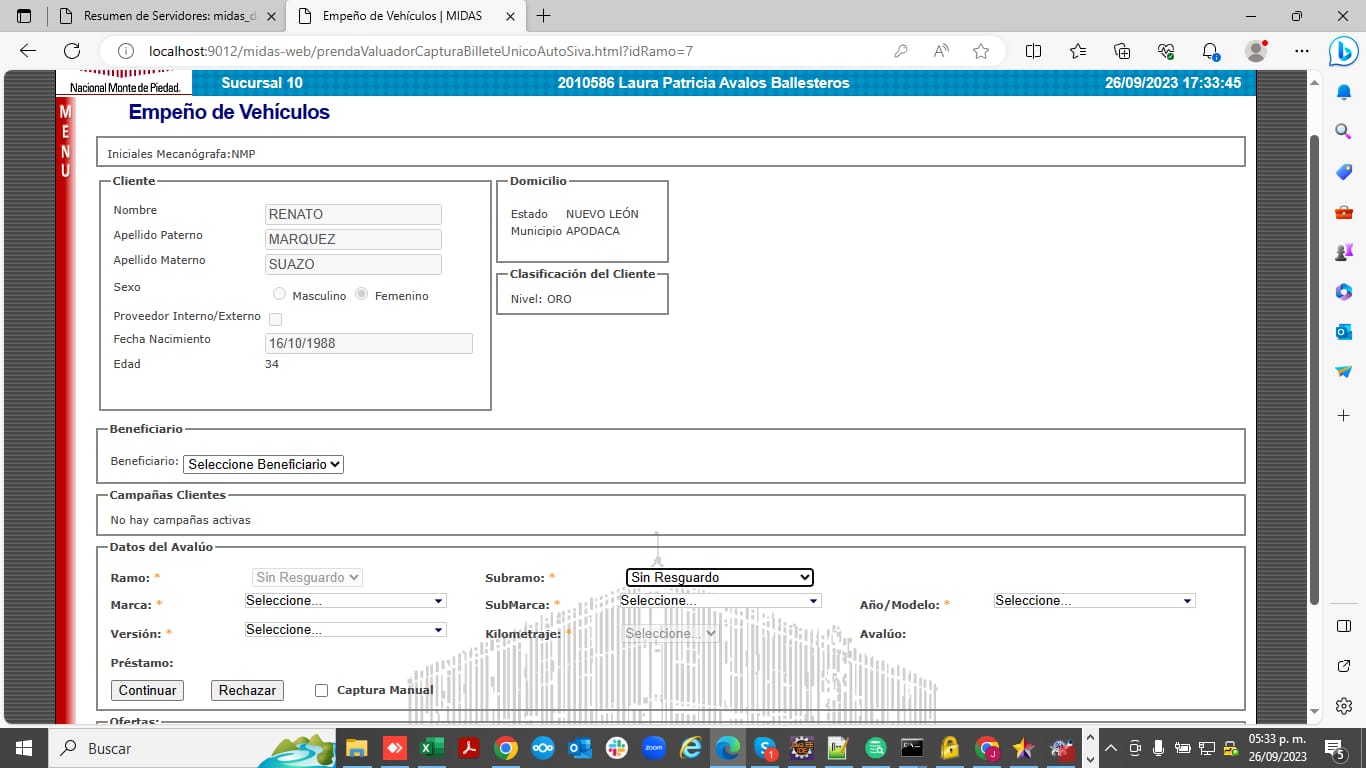 Resumen de Servidores: midas_d
Empeño de Vehículos | MIDAS
localhost:9012/midas-web/prendaValuadorCapturaBilleteUnicoAutoSiva.html?idRamo=7
Nacional Monte de Piedad.
Sucursal 10
2010586 Laura Patricia Avalos Ballesteros
26/09/2023 17:33:45
MENU
Empeño de Vehículos
Iniciales Mecanógrafa:NMP
Cliente
Nombre RENATO
Apellido Paterno MARQUEZ
Apellido Materno SUAZO
Sexo Masculino Femenino
Proveedor Interno/Externo
Fecha Nacimiento 16/10/1988
Edad 34
Domicilio
Estado NUEVO LEÓN
Municipio APODACA
Clasificación del Cliente
Nivel: ORO
Beneficiario
Beneficiario: Seleccione Beneficiario
Campañas Clientes
No hay campañas activas
Datos del Avalúo
Ramo: * Sin Resguardo Subramo: * Sin Resguardo
Marca: * Seleccione... SubMarca: * Seleccione... Año/Modelo: * Seleccione...
Versión: * Seleccione... Kilometraje: * Seleccione... Avalúo:
Préstamo:
Continuar Rechazar Captura Manual
Ofertas:
Buscar
zoom
05:33 p. m.
26/09/2023
5